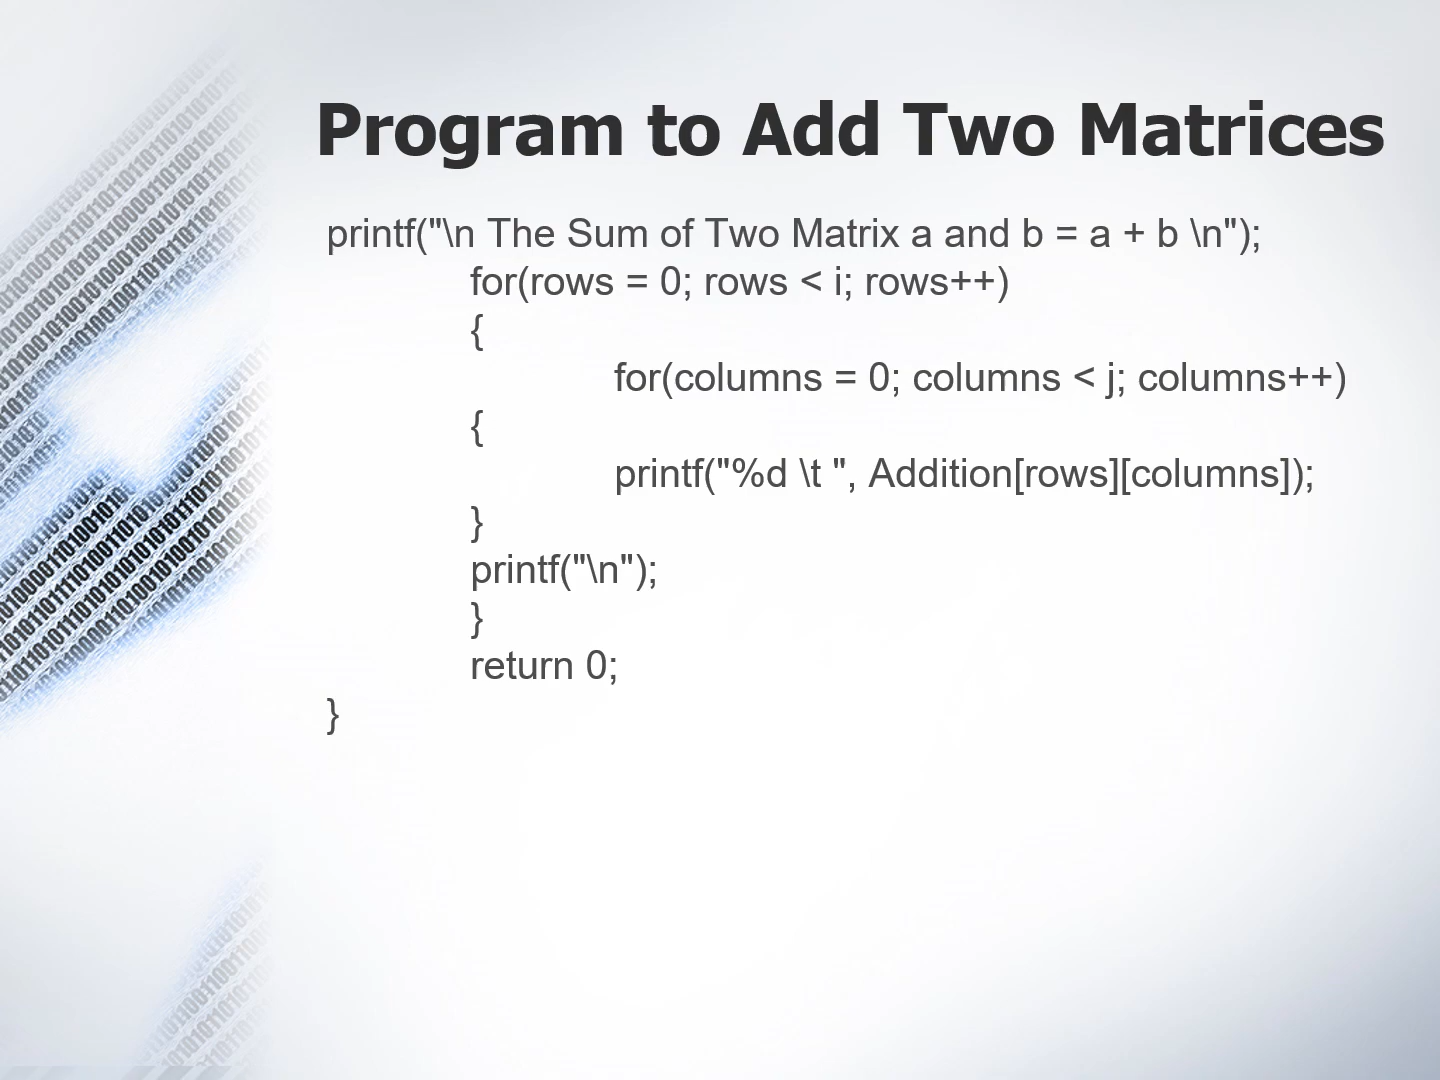 Program to Add Two Matrices
printf("\n The Sum of Two Matrix a and b = a + b \n");
for(rows = 0; rows < i; rows++)
{
for(columns = 0; columns < j; columns++)
{
printf("%d \t ", Addition[rows][columns]);
}
printf("\n");
}
return 0;
}